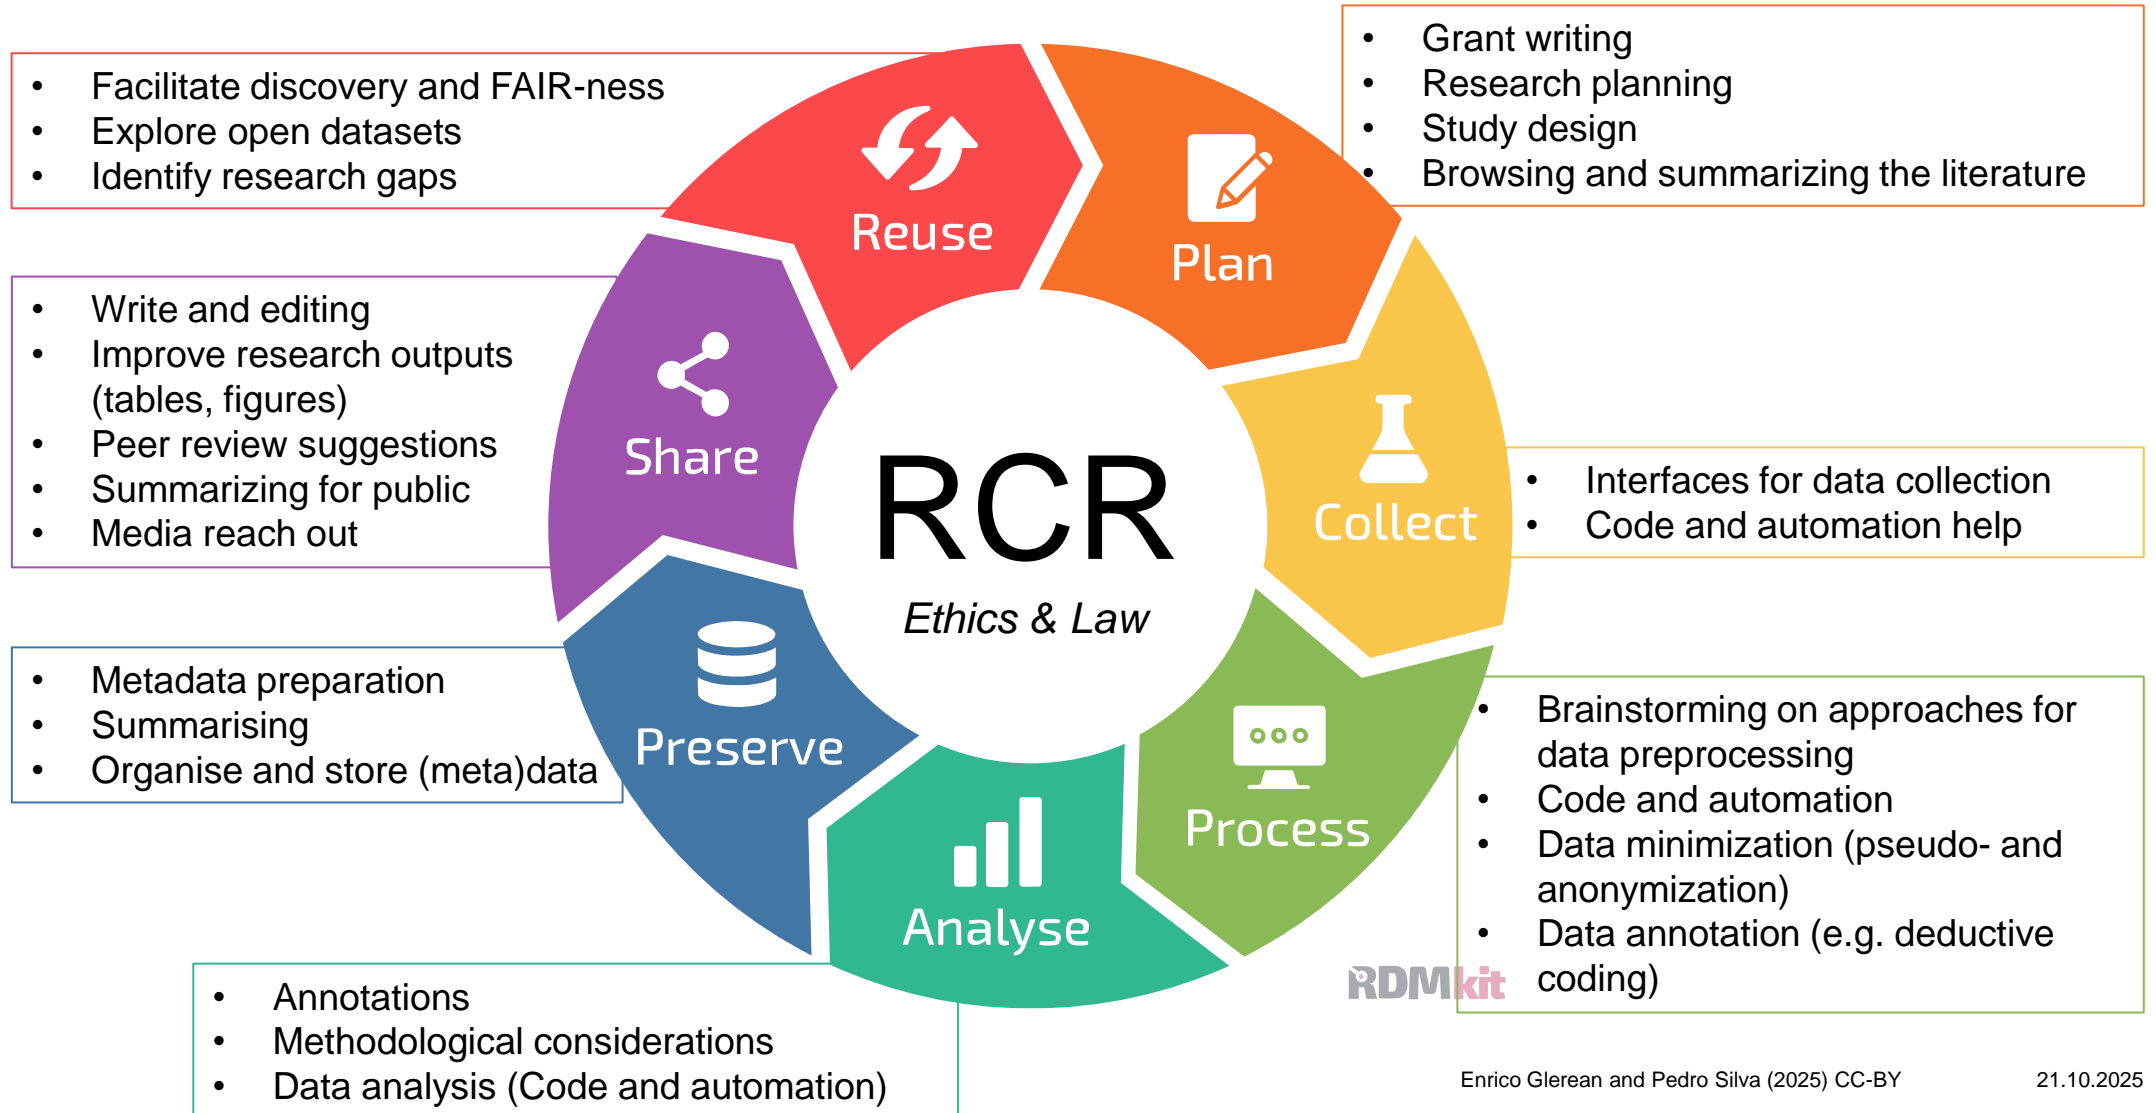 • Facilitate discovery and FAIR-ness
• Explore open datasets
• Identify research gaps
• Grant writing
• Research planning
• Study design
• Browsing and summarizing the literature
Reuse
Plan
• Write and editing
• Improve research outputs
(tables, figures)
• Peer review suggestions
• Summarizing for public
• Media reach out
Share
RCR
Ethics & Law
Collect
• Interfaces for data collection
• Code and automation help
• Metadata preparation
• Summarising
• Organise and store (meta)data
Preserve
Process
• Brainstorming on approaches for
data preprocessing
• Code and automation
• Data minimization (pseudo- and
anonymization)
• Data annotation (e.g. deductive
coding)
Analyse
RDMkit
• Annotations
• Methodological considerations
• Data analysis (Code and automation)
Enrico Glerean and Pedro Silva (2025) CC-BY
21.10.2025